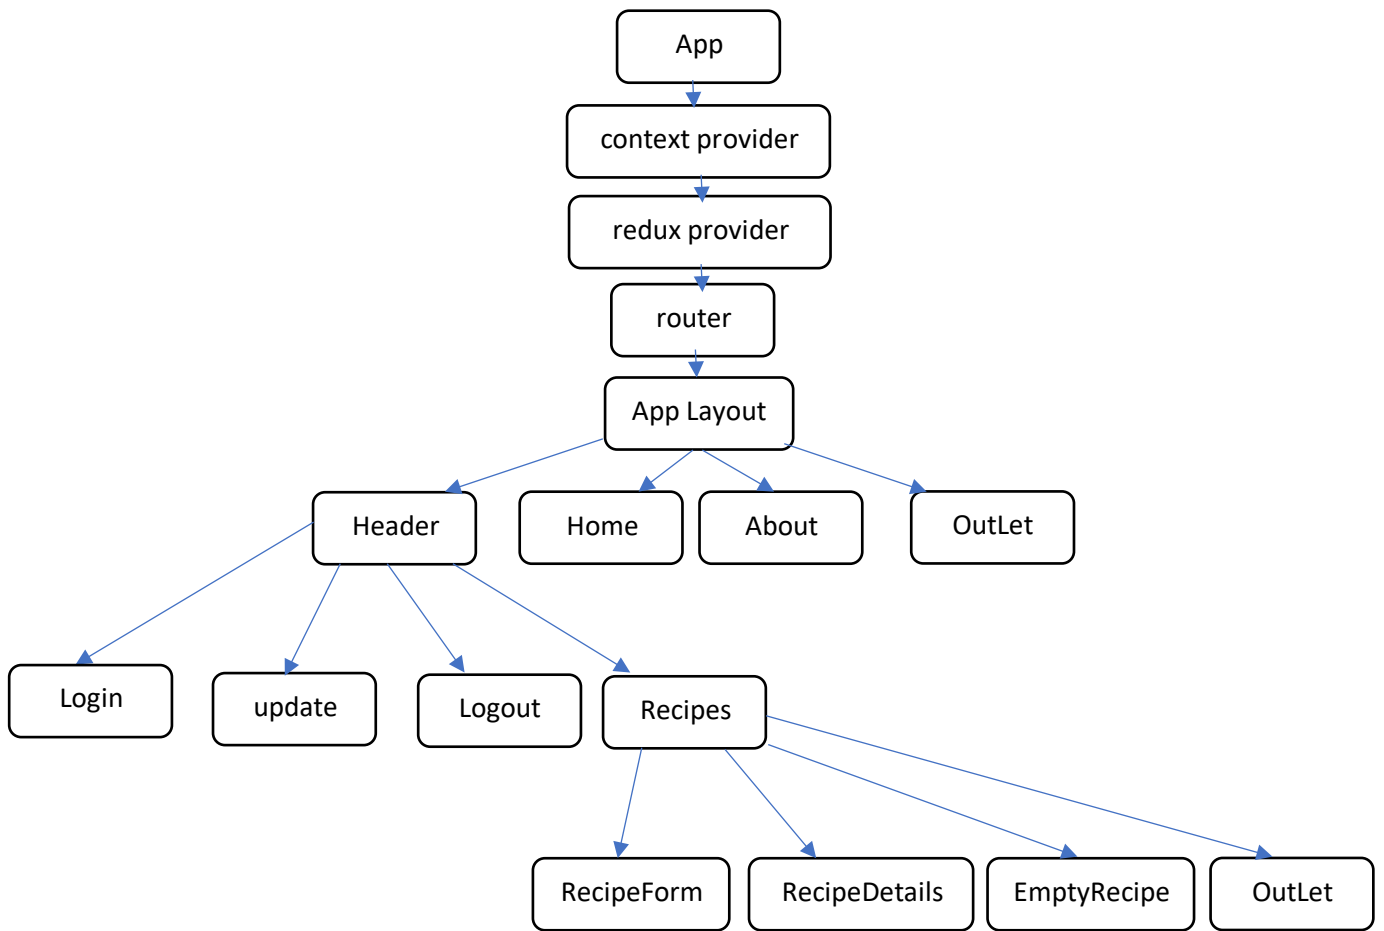 App
context provider
redux provider
router
App Layout
Header
Home
About
OutLet
Login
update
Logout
Recipes
RecipeForm
RecipeDetails
EmptyRecipe
OutLet